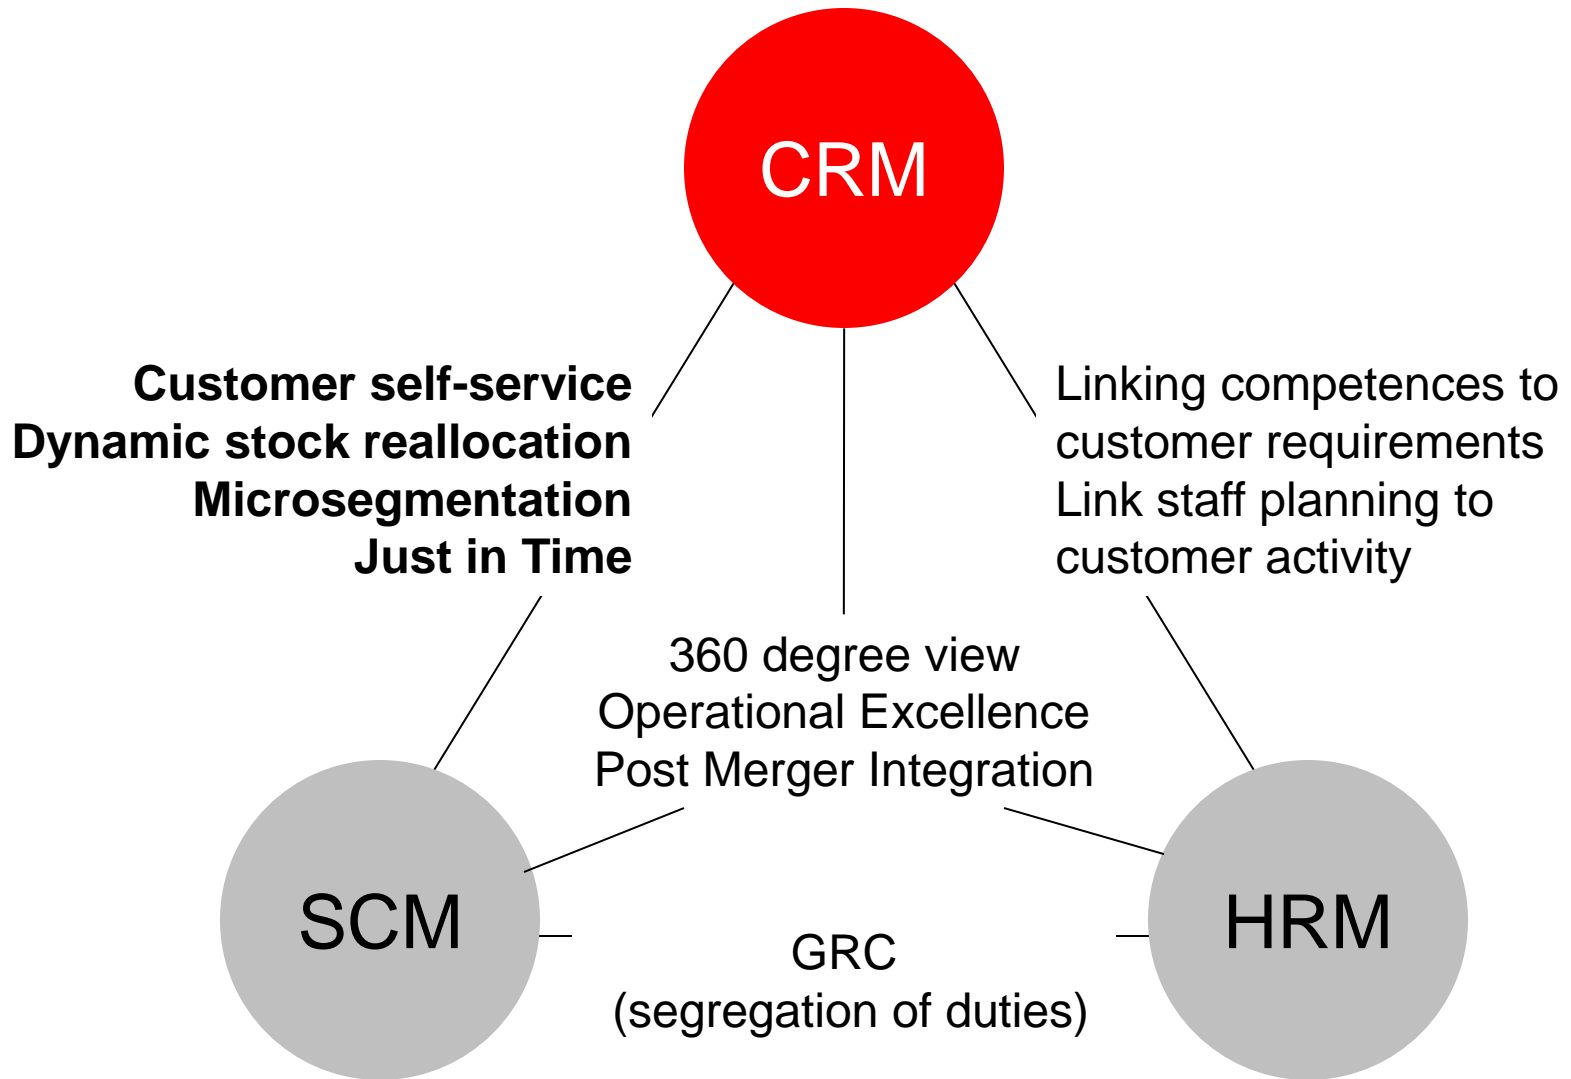 CRM
Customer self-service
Dynamic stock reallocation
Microsegmentation
Just in Time
Linking competences to
customer requirements
Link staff planning to
customer activity
360 degree view
Operational Excellence
Post Merger Integration
SCM
GRC
(segregation of duties)
HRM